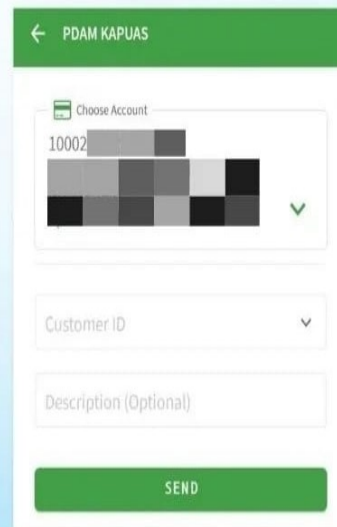 PDAM KAPUAS
Choose Account
10002
Customer ID
Description (Optional)
SEND